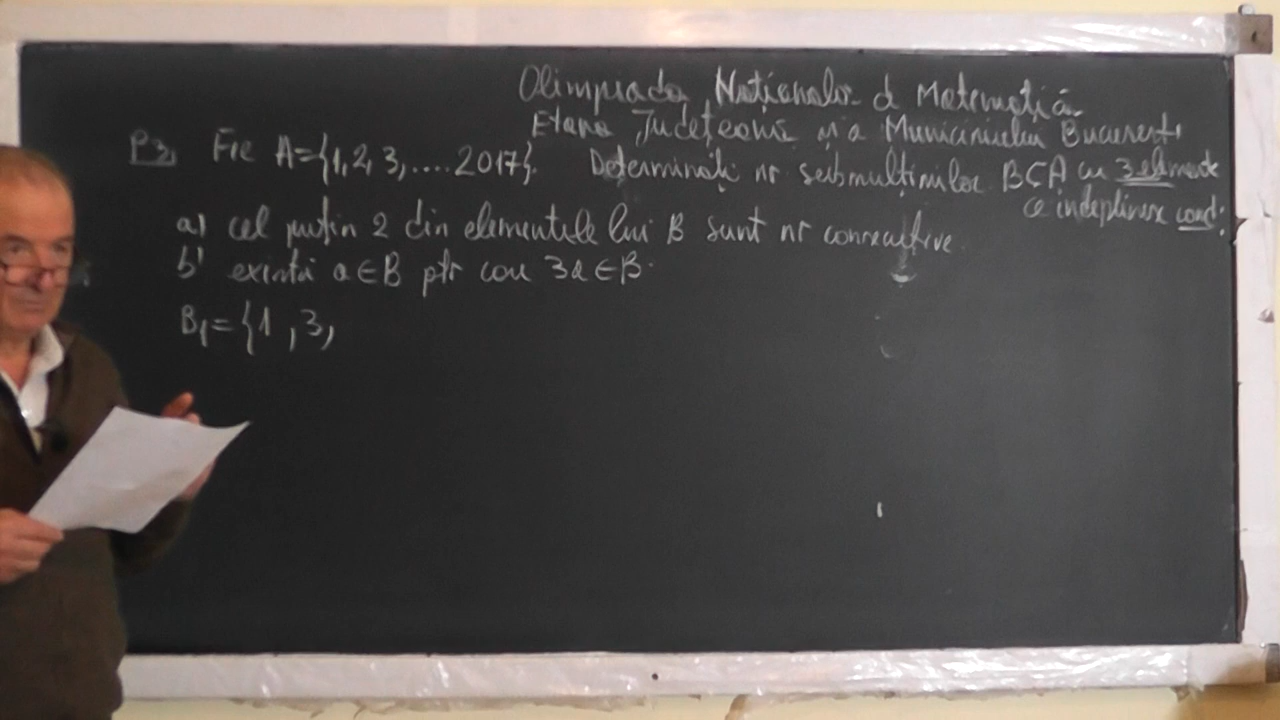 Olimpiada Națională d Matematică
Etapa Județeană și a Municipiului București
P3, Fie A={1,2,3,....2017}. Determinați nr submulțimilor B⊂A cu 3 elemente
ce îndeplinesc cond:
a) cel puțin 2 din elementele lui B sunt nr consecutive.
b) există a∈B ptr care 3a∈B.
B₁={1,3,